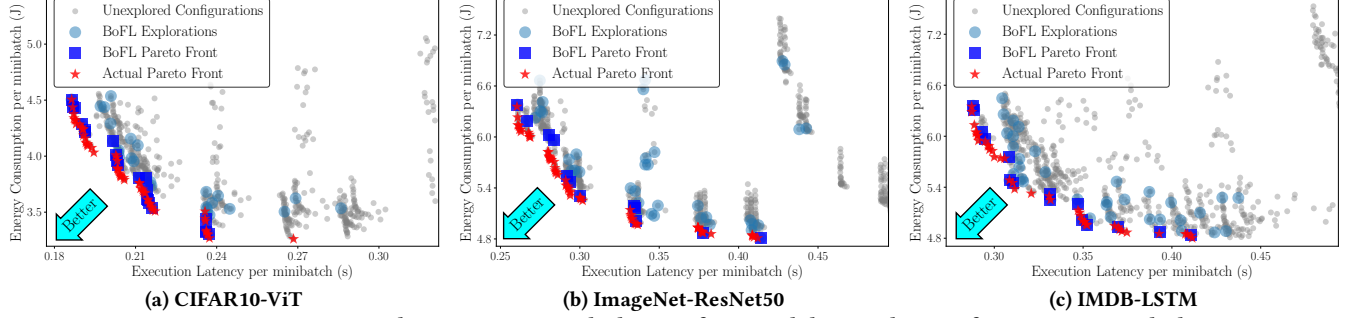 Energy Consumption per minibatch (J)
5.0
4.5
4.0
3.5
Unexplored Configurations
BoFL Explorations
BoFL Pareto Front
Actual Pareto Front
Better
0.18
0.21
0.24
0.27
0.30
Execution Latency per minibatch (s)
(a) CIFAR10-ViT
Energy Consumption per minibatch (J)
7.2
6.6
6.0
5.4
4.8
Unexplored Configurations
BoFL Explorations
BoFL Pareto Front
Actual Pareto Front
Better
0.25
0.30
0.35
0.40
0.45
Execution Latency per minibatch (s)
(b) ImageNet-ResNet50
Energy Consumption per minibatch (J)
7.2
6.6
6.0
5.4
4.8
Unexplored Configurations
BoFL Explorations
BoFL Pareto Front
Actual Pareto Front
Better
0.30
0.35
0.40
0.45
Execution Latency per minibatch (s)
(c) IMDB-LSTM